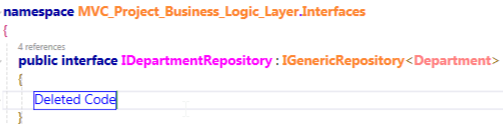 namespace MVC_Project_Business_Logic_Layer.Interfaces
{
4 references
public interface IDepartmentRepository : IGenericRepository<Department>
{
Deleted Code
}